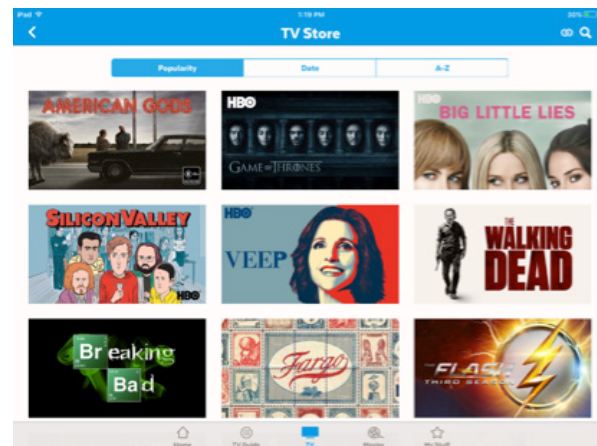 iPad 1:19 PM 20%
TV Store
Popularity Date A-Z
AMERICAN GODS
HBO
GAME OF THRONES
HBO
BIG LITTLE LIES
SILICON VALLEY
HBO
HBO
VEEP
THE
WALKING
DEAD
Breaking
Bad
Fargo
THE
FLASH
THIRD SEASON
Home TV Guide TV Movies My Stuff